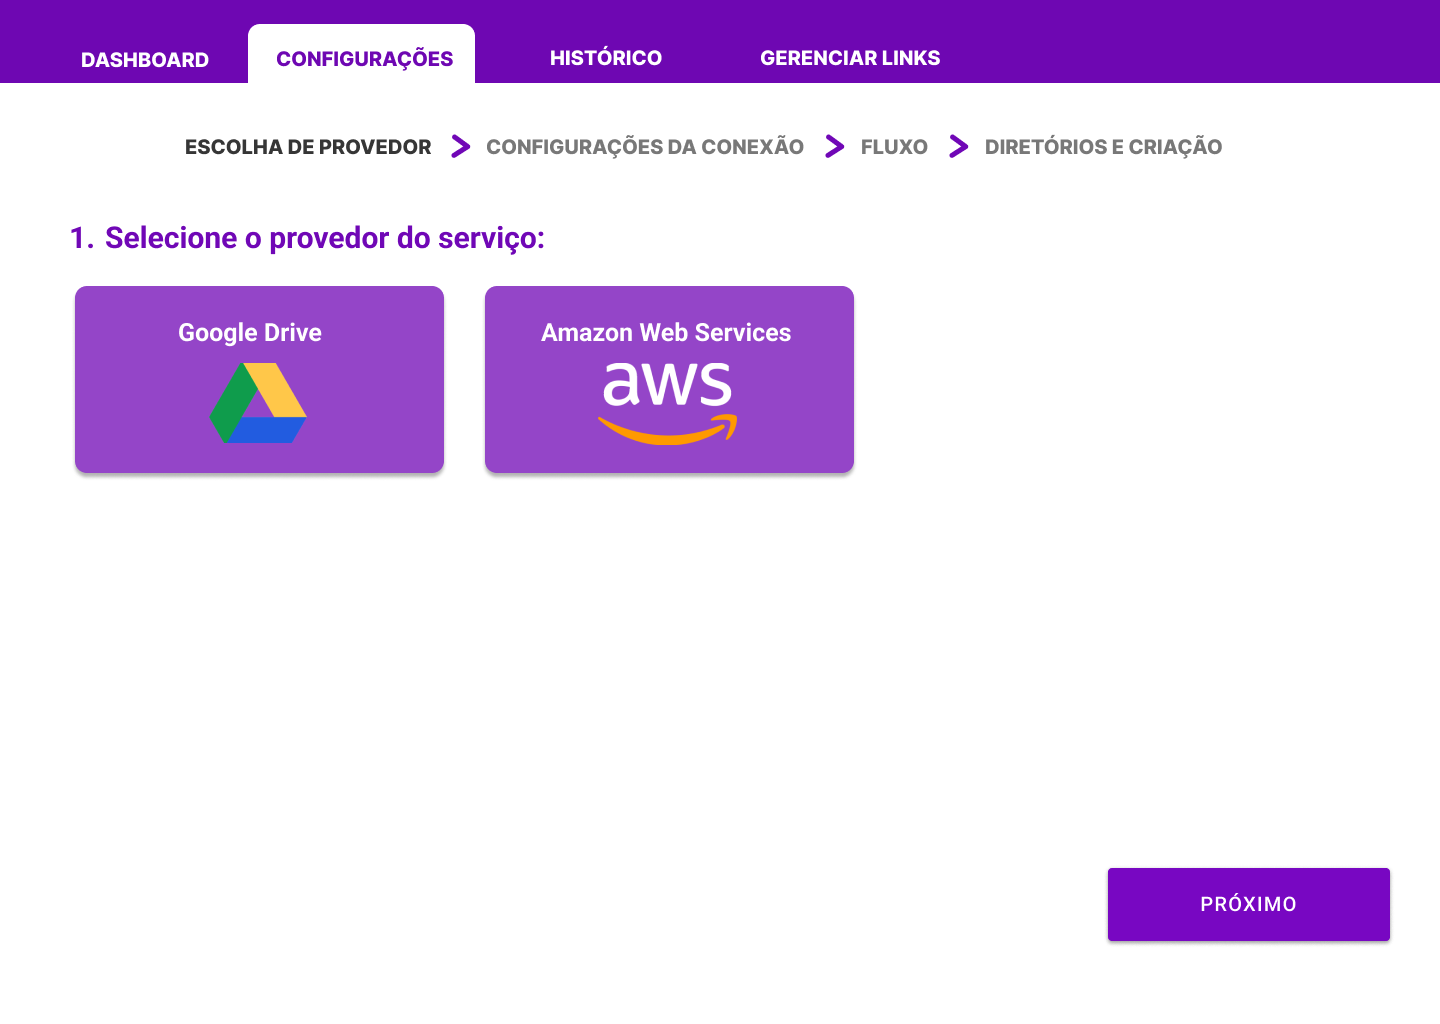 DASHBOARD
CONFIGURAÇÕES
HISTÓRICO
GERENCIAR LINKS
ESCOLHA DE PROVEDOR
CONFIGURAÇÕES DA CONEXÃO
FLUXO
DIRETÓRIOS E CRIAÇÃO
1. Selecione o provedor do serviço:
Google Drive
Amazon Web Services
aws
PRÓXIMO